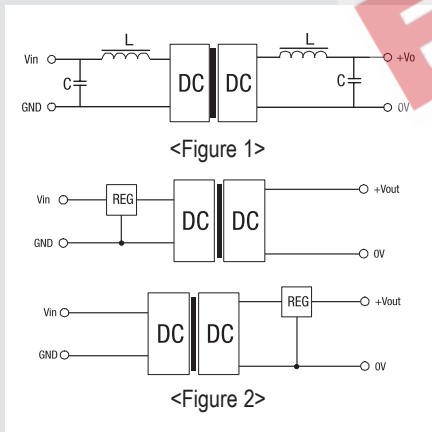 L L
Vin +Vo
C DC DC C
GND 0V
<Figure 1>
+Vout
Vin REG
DC DC
GND
0V
REG
Vin +Vout
DC DC
GND
0V
<Figure 2>